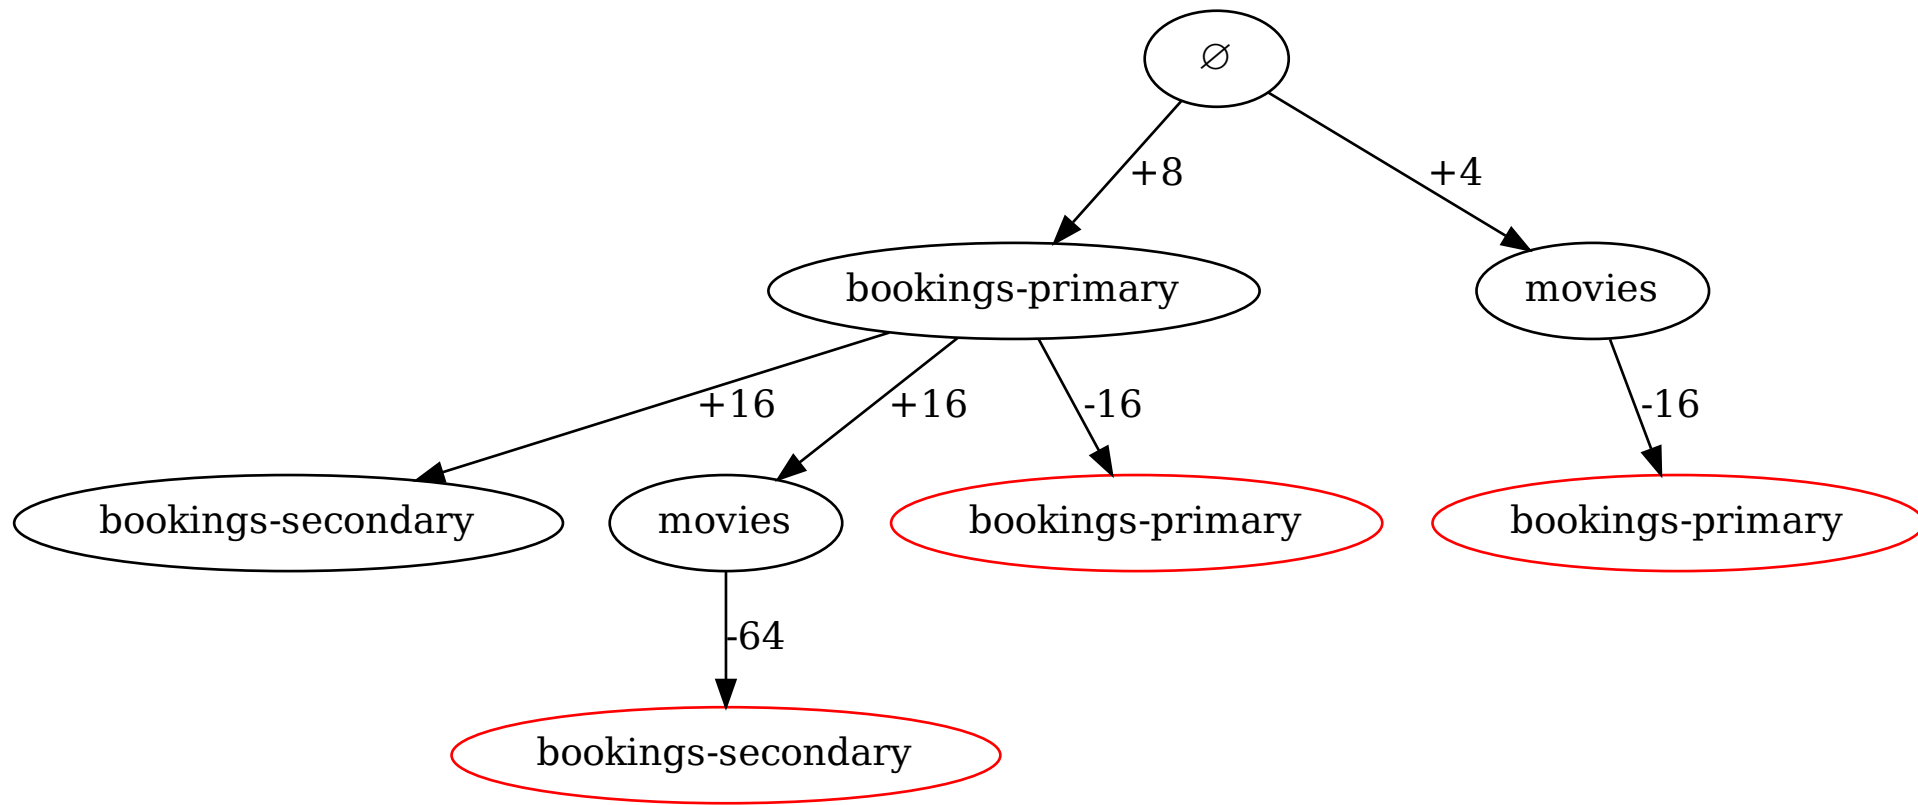 ∅
+8
+4
bookings-primary
movies
+16
+16
-16
-16
bookings-secondary
movies
bookings-primary
bookings-primary
-64
bookings-secondary